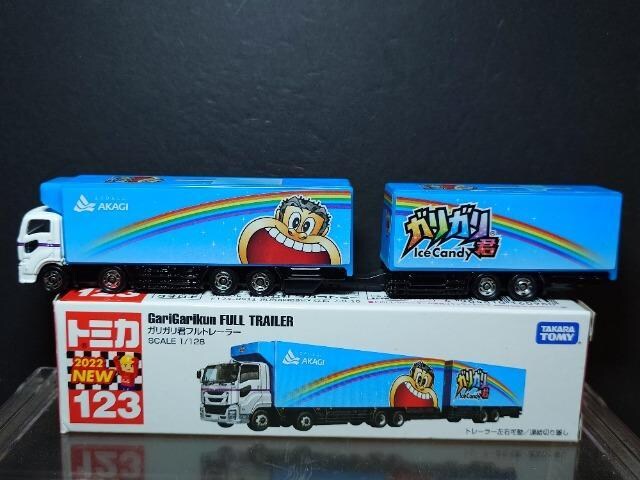 AKAGI
ガリガリ君
Ice Candy
トミカ
2022
NEW
123
GariGarikun FULL TRAILER
ガリガリ君フルトレーラー
SCALE 1/128
AKAGI
ガリガリ君
TAKARA TOMY
トレーラー左右可動/連結切り離し